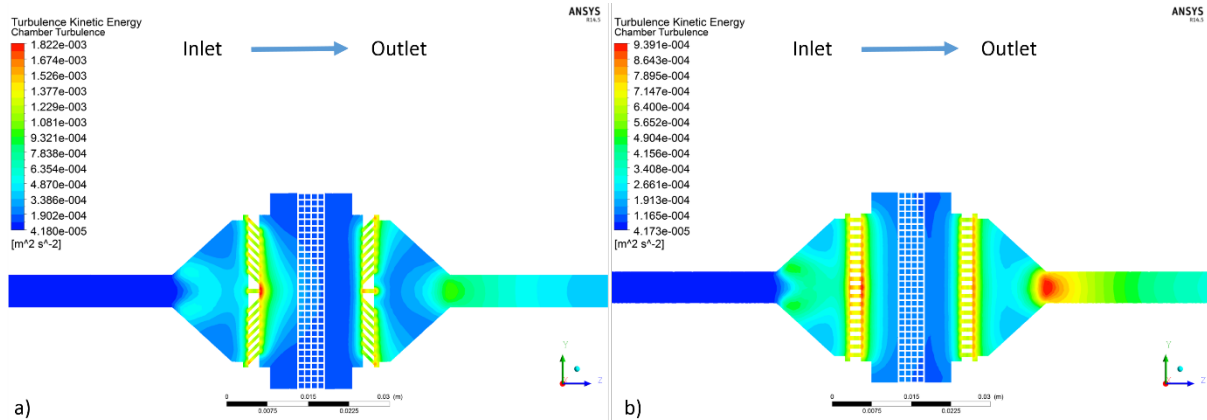 Turbulence Kinetic Energy
Chamber Turbulence
1.822e-003
1.674e-003
1.526e-003
1.377e-003
1.229e-003
1.081e-003
9.321e-004
7.838e-004
6.354e-004
4.870e-004
3.386e-004
1.902e-004
4.180e-005
[m^2 s^-2]
Inlet Outlet
ANSYS
R14.5
Y
Z
0 0.015 0.03 (m)
0.0075 0.0225
a)
Turbulence Kinetic Energy
Chamber Turbulence
9.391e-004
8.643e-004
7.895e-004
7.147e-004
6.400e-004
5.652e-004
4.904e-004
4.156e-004
3.408e-004
2.661e-004
1.913e-004
1.165e-004
4.173e-005
[m^2 s^-2]
Inlet Outlet
ANSYS
R14.5
Y
Z
0 0.015 0.03 (m)
0.0075 0.0225
b)